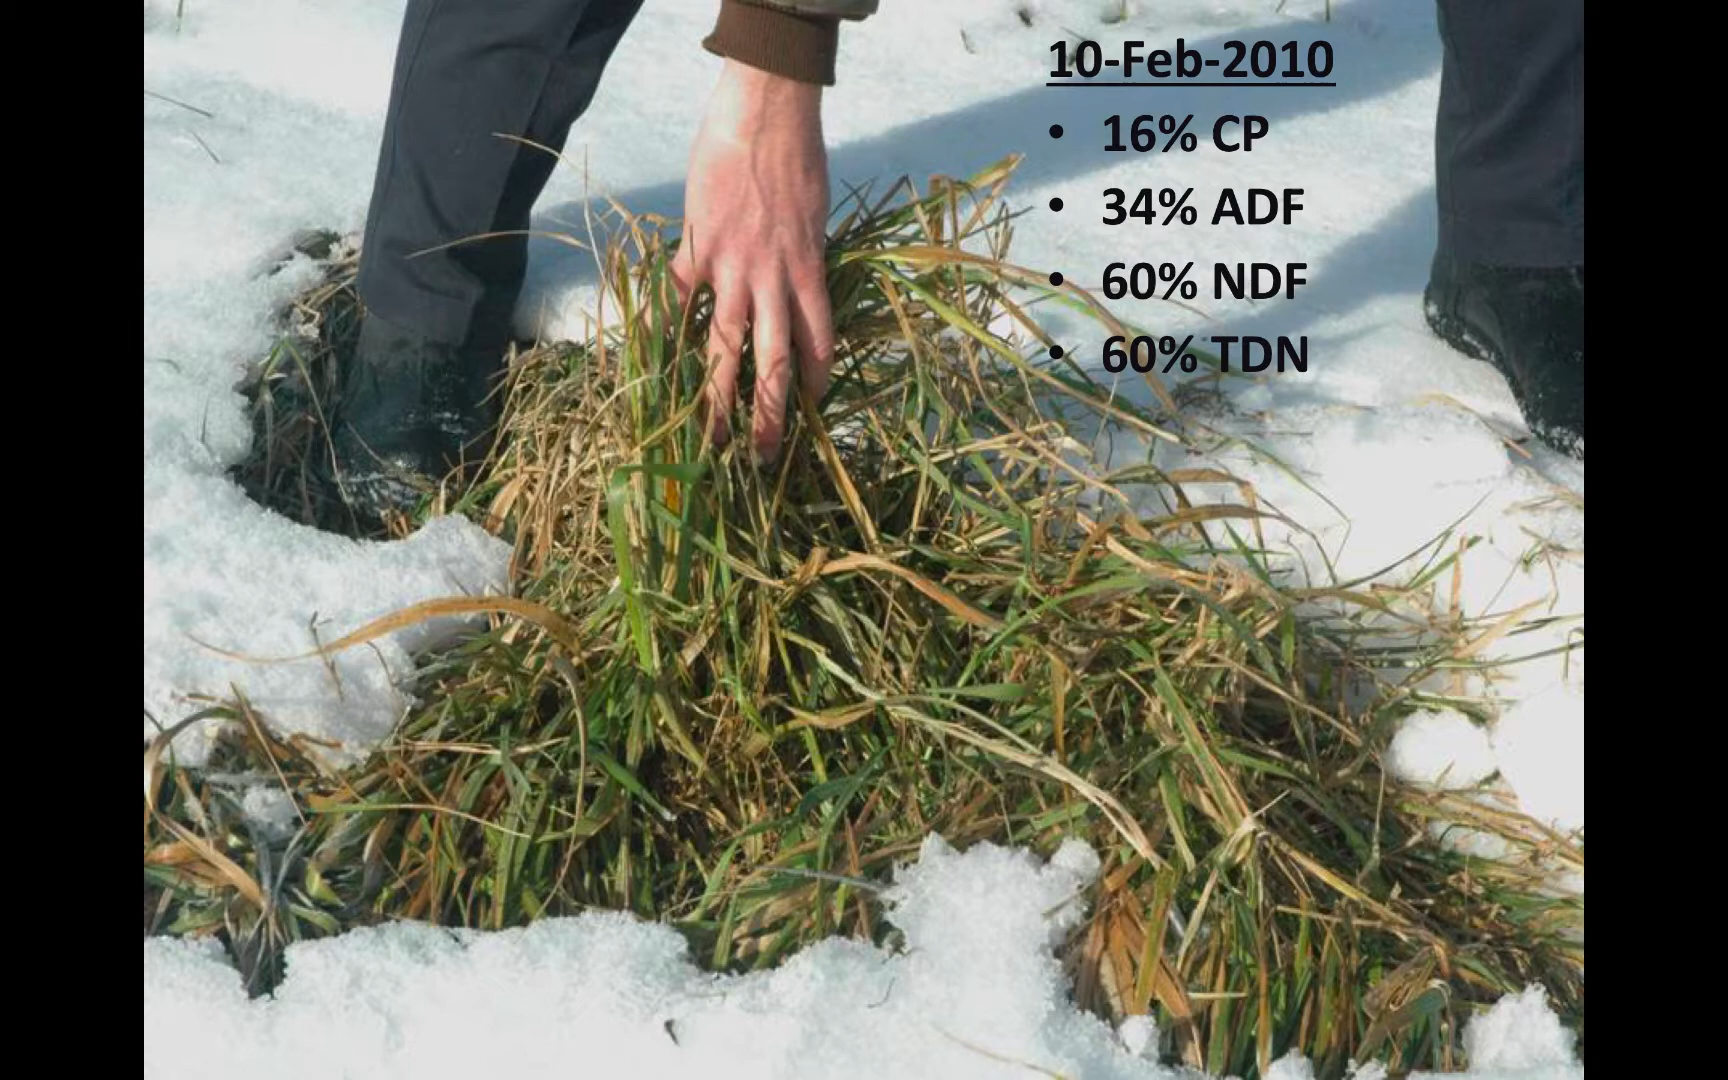 10-Feb-2010
• 16% CP
• 34% ADF
• 60% NDF
• 60% TDN